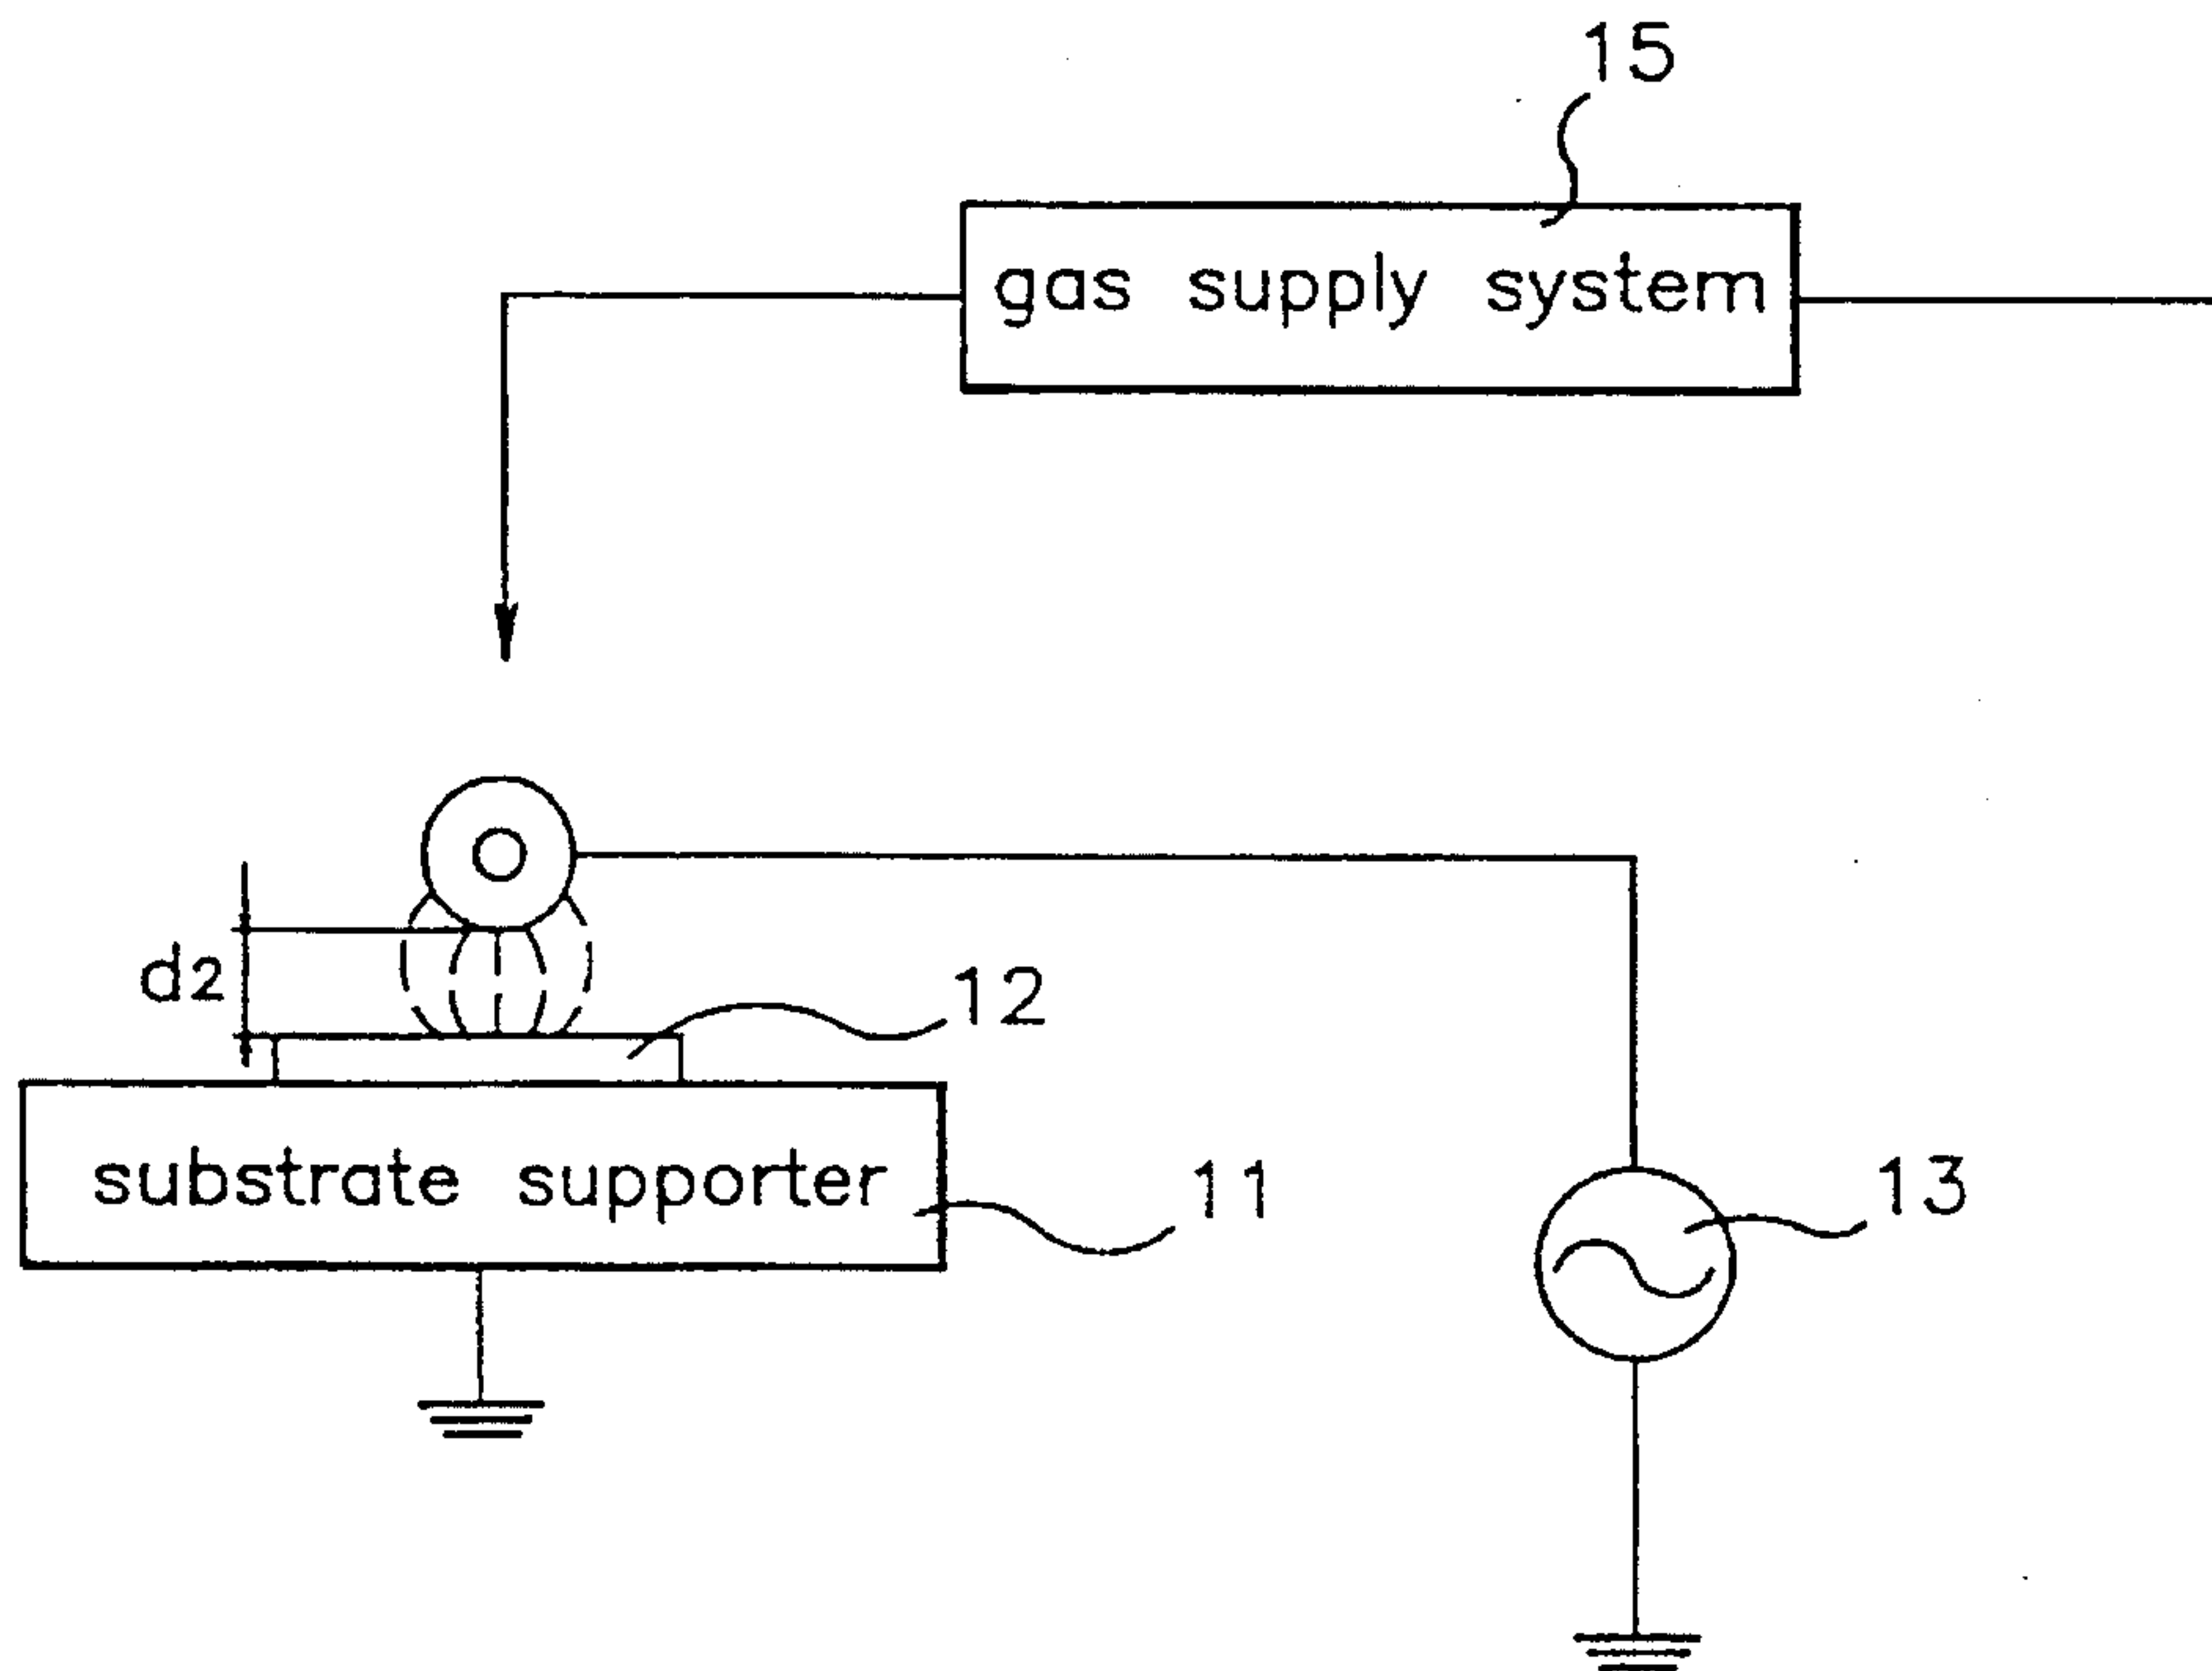 15
gas supply system
d2
12
substrate supporter
11
13